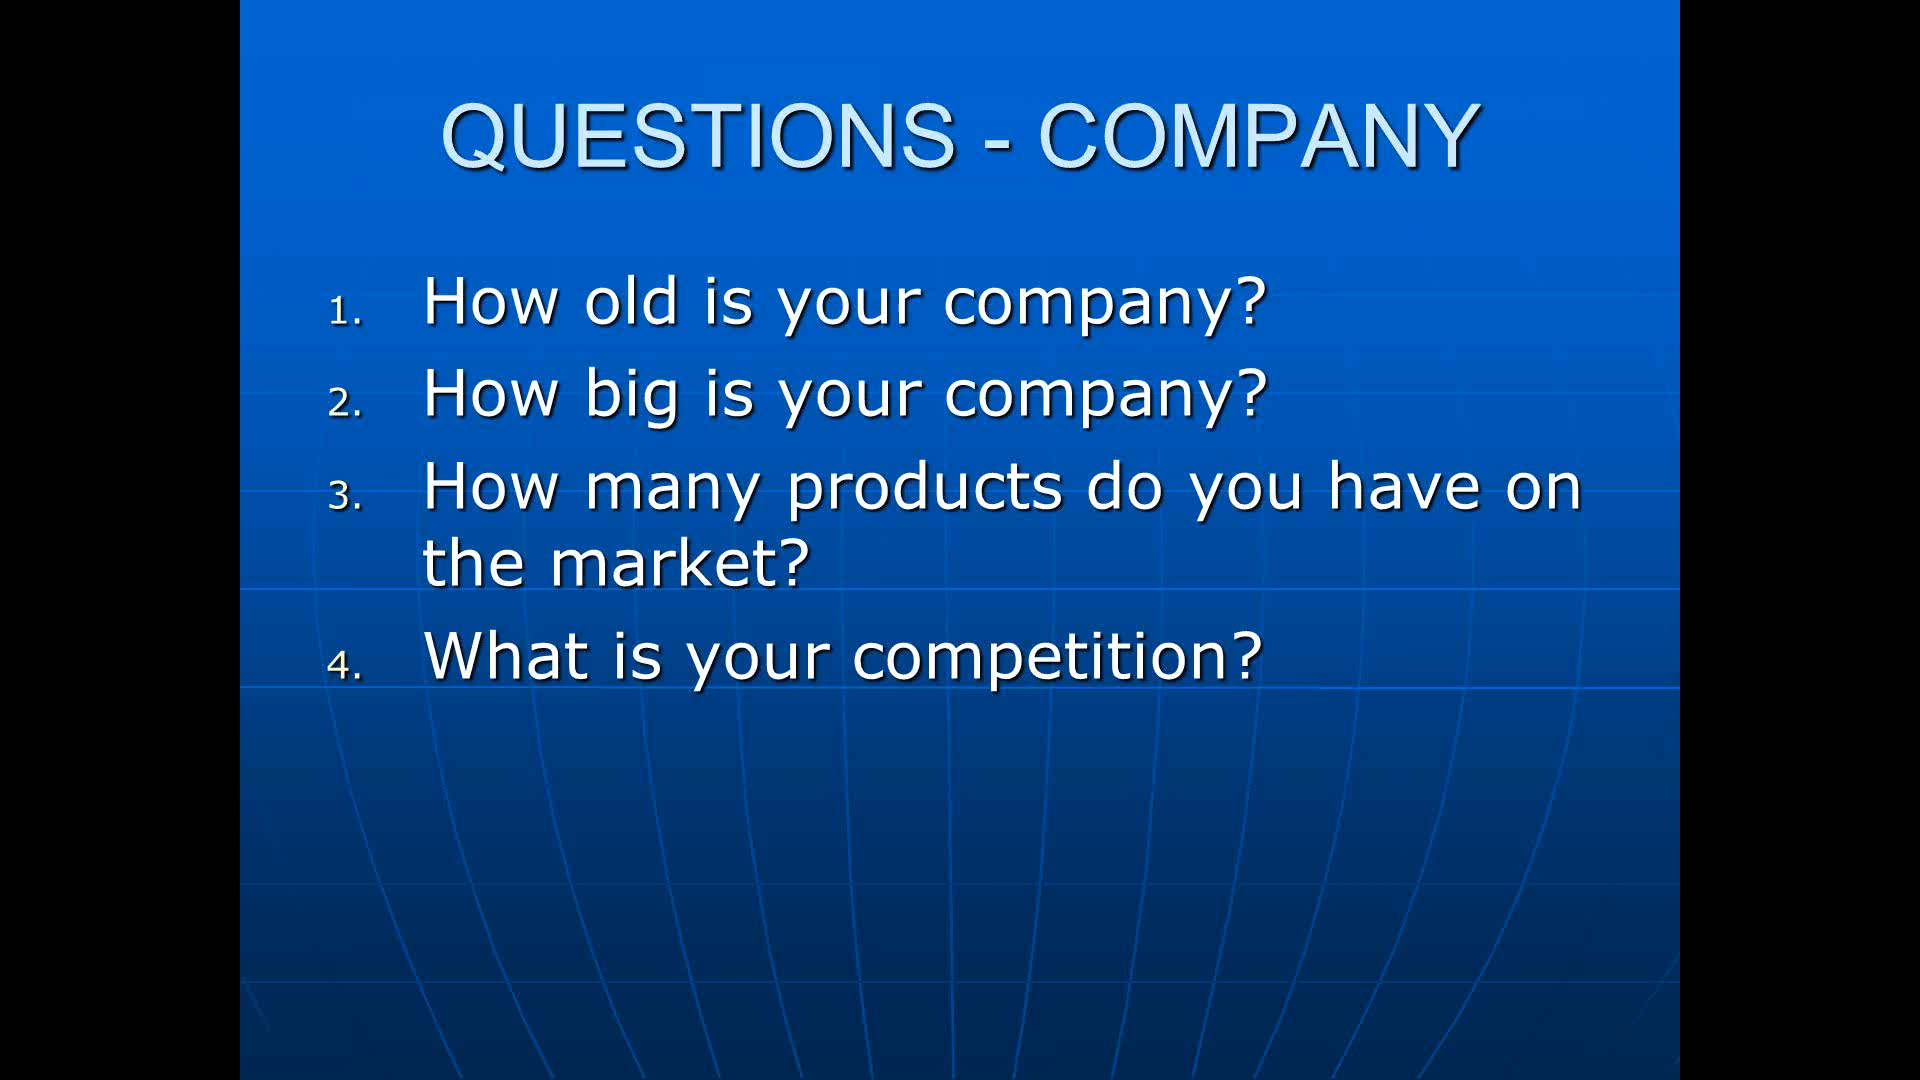 QUESTIONS - COMPANY
1. How old is your company?
2. How big is your company?
3. How many products do you have on
the market?
4. What is your competition?